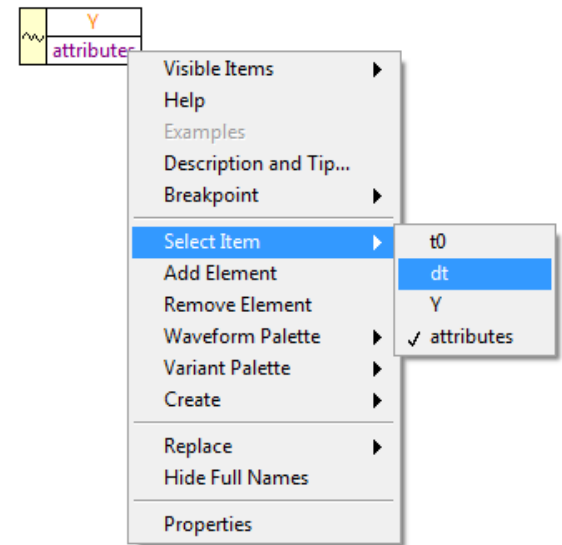 Y
attributes
Visible Items
Help
Examples
Description and Tip...
Breakpoint
Select Item
Add Element
Remove Element
Waveform Palette
Variant Palette
Create
Replace
Hide Full Names
Properties
t0
dt
Y
attributes